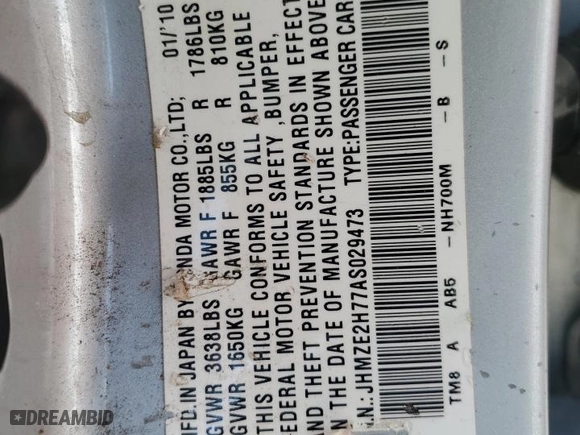 MFD. IN JAPAN BY HONDA MOTOR CO.,LTD; 01/'10
GVWR 3638LBS GAWR F 1885LBS R 1786LBS
GVWR 1650KG GAWR F 855KG R 810KG
THIS VEHICLE CONFORMS TO ALL APPLICABLE
FEDERAL MOTOR VEHICLE SAFETY ,BUMPER,
AND THEFT PREVENTION STANDARDS IN EFFECT
ON THE DATE OF MANUFACTURE SHOWN ABOVE
.N.: JHMZE2H77AS029473 TYPE:PASSENGER CAR
TM8 A AB5 -NH700M -B -S
© DREAMBID